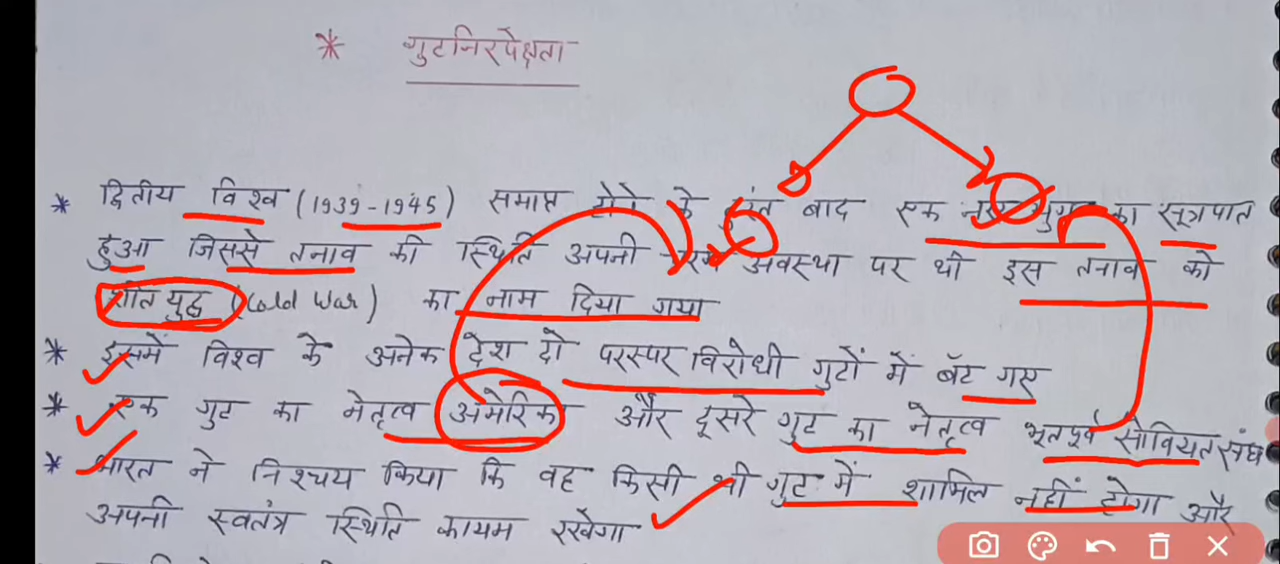 * गुटनिरपेक्षता
* द्वितीय विश्व (1939-1945) समाप्त होने के तुरंत बाद एक नए युग का सूत्रपात
हुआ जिससे तनाव की स्थिति अपनी चरम अवस्था पर थी इस तनाव को
शीत युद्ध (Cold War) का नाम दिया गया
* इसमें विश्व के अनेक देश दो परस्पर विरोधी गुटों में बँट गए
* एक गुट का नेतृत्व अमेरिका और दूसरे गुट का नेतृत्व भूतपूर्व सोवियत संघ
* भारत ने निश्चय किया कि वह किसी भी गुट में शामिल नहीं होगा और
अपनी स्वतंत्र स्थिति कायम रखेगा